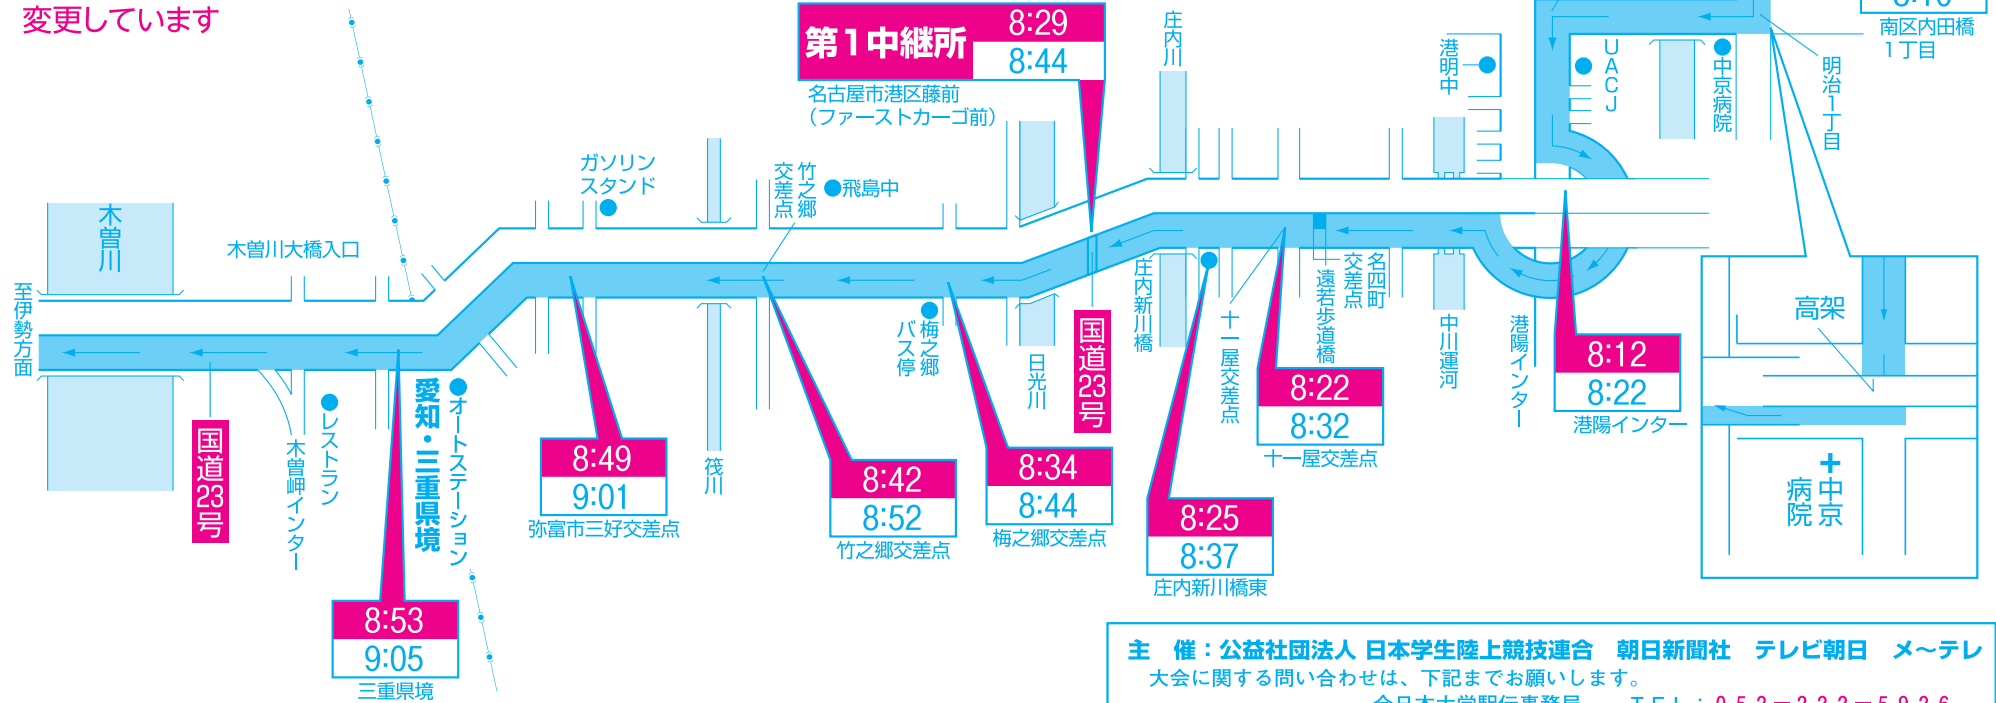 変更しています
第1中継所
8:29
8:44
名古屋市港区藤前
（ファーストカーゴ前）
庄内川
港明中
UACJ
中京病院
明治1丁目
南区内田橋
1丁目
ガソリン
スタンド
竹之郷
交差点
飛島中
木曽川
木曽川大橋入口
至伊勢方面
国道23号
木曽岬インター
レストラン
愛知・三重県境
オートステーション
8:53
9:05
三重県境
8:49
9:01
弥富市三好交差点
筏川
8:42
8:52
竹之郷交差点
梅之郷
バス停
8:34
8:44
梅之郷交差点
日光川
国道23号
庄内新川橋
8:25
8:37
庄内新川橋東
十一屋交差点
8:22
8:32
十一屋交差点
遠若歩道橋
名四町
交差点
中川運河
港陽インター
8:12
8:22
港陽インター
高架
中京
病院
主　催：公益社団法人 日本学生陸上競技連合　朝日新聞社　テレビ朝日　メ～テレ
大会に関する問い合わせは、下記までお願いします。